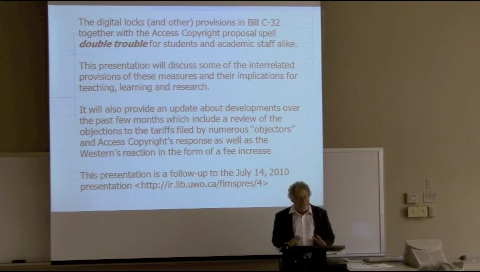 The digital locks (and other) provisions in Bill C-32
together with the Access Copyright proposal spell
double trouble for students and academic staff alike.
This presentation will discuss some of the interrelated
provisions of these measures and their implications for
teaching, learning and research.
It will also provide an update about developments over
the past few months which include a review of the
objections to the tariffs filed by numerous "objectors"
and Access Copyright's response as well as the
Western's reaction in the form of a fee increase
This presentation is a follow-up to the July 14, 2010
presentation <http://ir.lib.uwo.ca/fimspres/4>